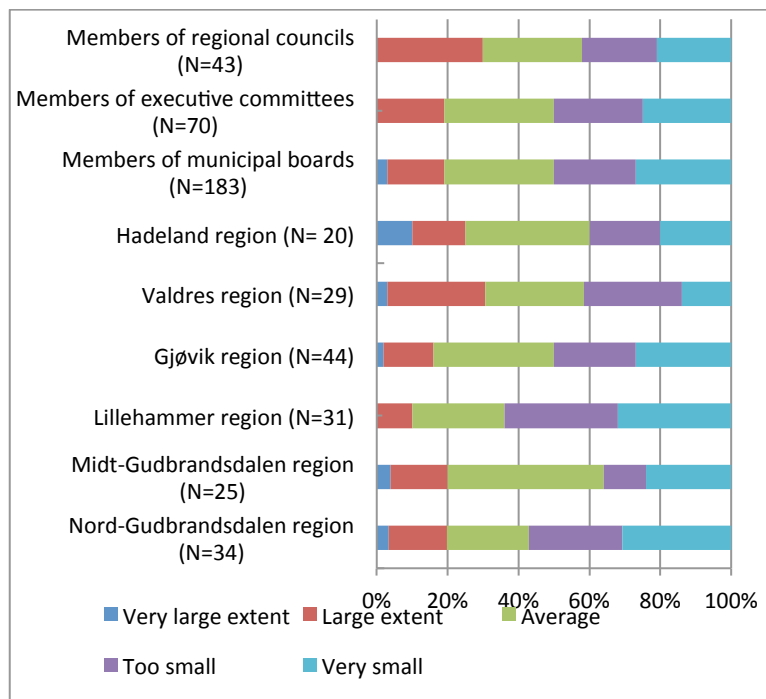 Members of regional councils
(N=43)
Members of executive committees
(N=70)
Members of municipal boards
(N=183)
Hadeland region (N= 20)
Valdres region (N=29)
Gjøvik region (N=44)
Lillehammer region (N=31)
Midt-Gudbrandsdalen region
(N=25)
Nord-Gudbrandsdalen region
(N=34)
0% 20% 40% 60% 80% 100%
Very large extent Large extent Average
Too small Very small